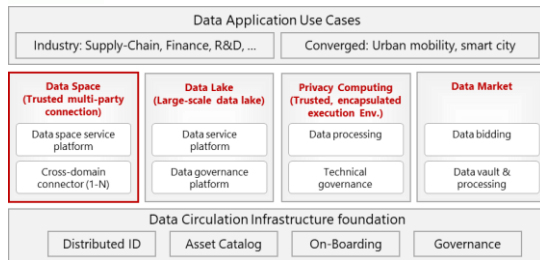 Data Application Use Cases
Industry: Supply-Chain, Finance, R&D, ...
Converged: Urban mobility, smart city
Data Space
(Trusted multi-party
connection)
Data space service
platform
Cross-domain
connector (1-N)
Data Lake
(Large-scale data lake)
Data service
platform
Data governance
platform
Privacy Computing
(Trusted, encapsulated
execution Env.)
Data processing
Technical
governance
Data Market
Data bidding
Data vault &
processing
Data Circulation Infrastructure foundation
Distributed ID
Asset Catalog
On-Boarding
Governance